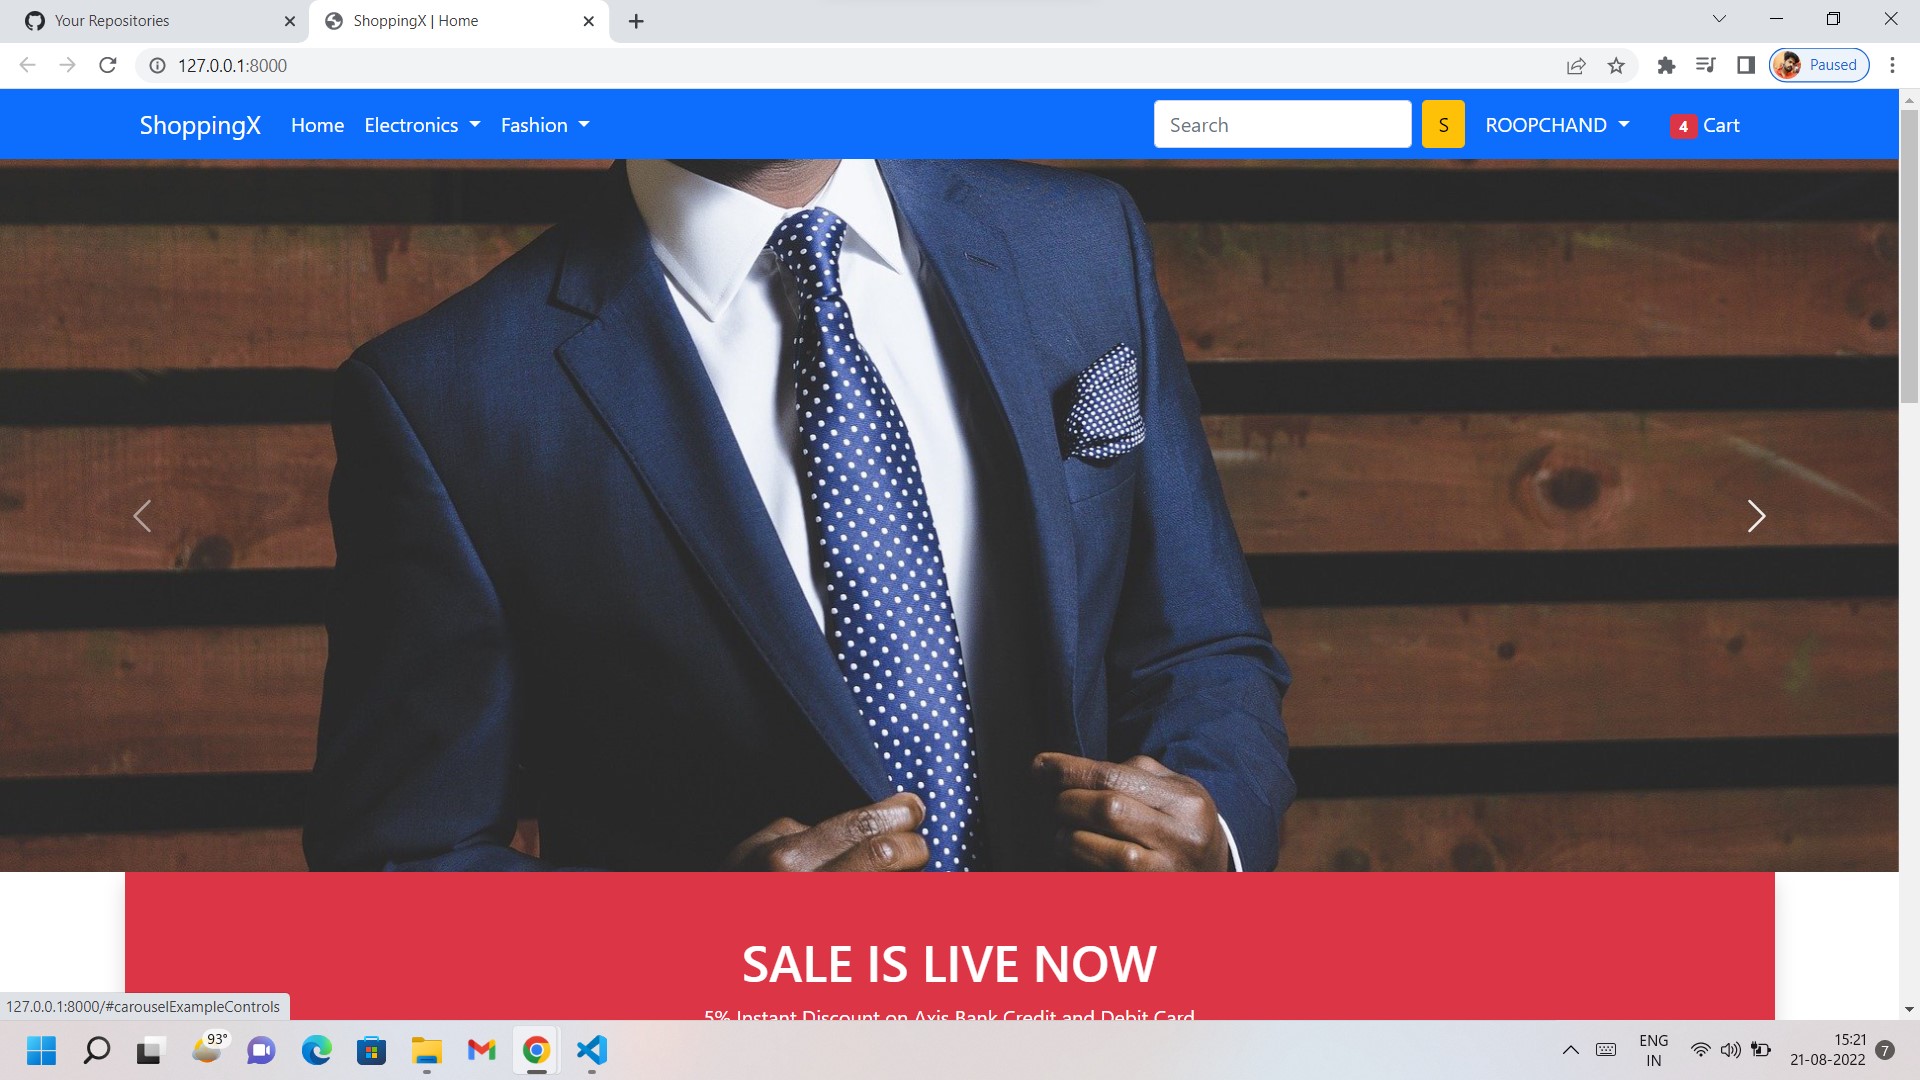 Your Repositories
ShoppingX | Home
127.0.0.1:8000
Paused
ShoppingX Home Electronics Fashion Search S ROOPCHAND 4 Cart
SALE IS LIVE NOW
5% Instant Discount on Axis Bank Credit and Debit Card
127.0.0.1:8000/#carouselExampleControls
93°
ENG
IN
15:21
21-08-2022
7